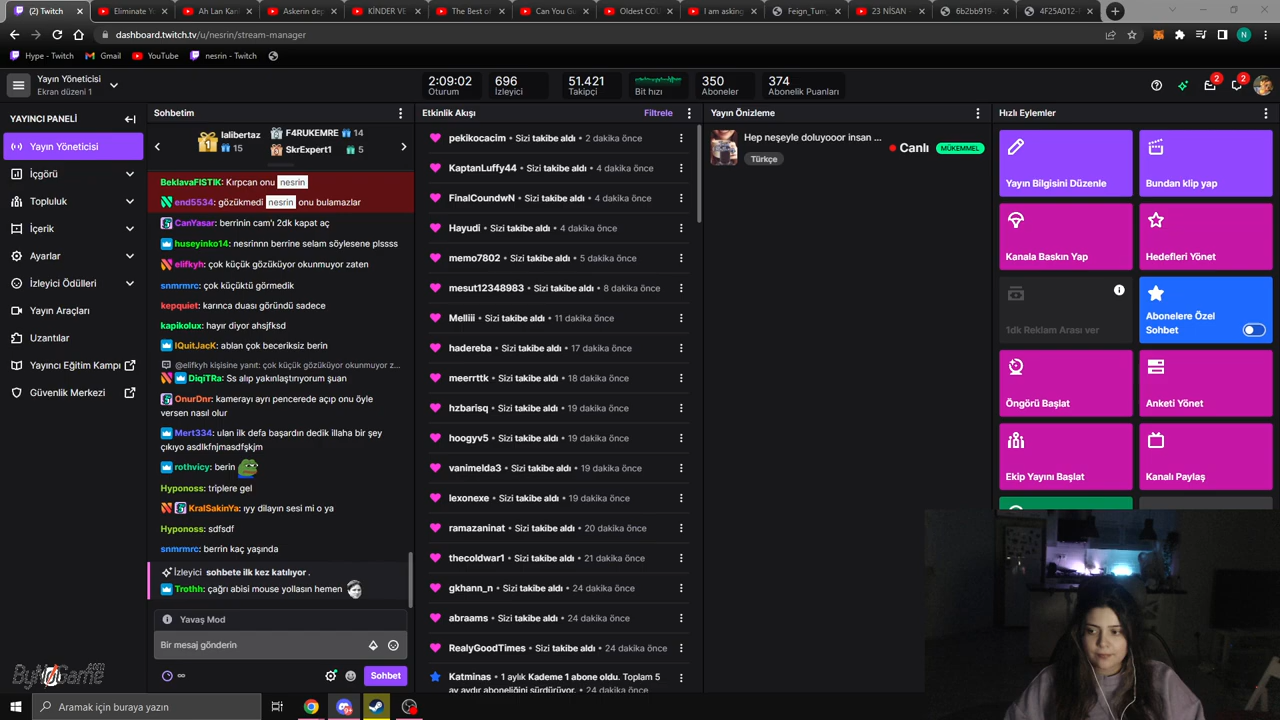 Twitch
Eliminate Y
Ah Lan Kari
Askerin dep
KİNDER VE
The Best of
Can You Gu
Oldest COU
I am asking
Feign_Tum
23 NİSAN -
6b2bb919-
4F25A012-F
dashboard.twitch.tv/u/nesrin/stream-manager
N
Hype - Twitch
Gmail
YouTube
nesrin - Twitch
Yayın Yöneticisi
Ekran düzeni 1
2:09:02
Oturum
696
İzleyici
51.421
Takipçi
Bit hızı
350
Aboneler
374
Abonelik Puanları
2
2
YAYINCI PANELİ
Yayın Yöneticisi
İçgörü
Topluluk
İçerik
Ayarlar
İzleyici Ödülleri
Yayın Araçları
Uzantılar
Yayıncı Eğitim Kampı
Güvenlik Merkezi
Sohbetim
1
lalibertaz
15
F4RUKEMRE 14
SkrExpert1 5
BeklavaFISTIK: Kırpcan onu nesrin
end5534: gözükmedi nesrin onu bulamazlar
CanYasar: berrinin cam'ı 2dk kapat aç
huseyinko14: nesrinnn berrine selam söylesene plssss
elifkyh: çok küçük gözüküyor okunmuyor zaten
snmrmrc: çok küçüktü görmedik
kepquiet: karınca duası göründü sadece
kapikolux: hayır diyor ahsjfksd
IQuitJacK: ablan çok beceriksiz berin
@elifkyh kişisine yanıt: çok küçük gözüküyor okunmuyor z...
DiqiTRa: Ss alıp yakınlaştırıyorum şuan
OnurDnr: kamerayı ayrı pencerede açıp onu öyle
versen nasıl olur
Mert334: ulan ilk defa başardın dedik illaha bir şey
çıkıyo asdlkfnjmasdfşkjm
rothvicy: berin
Hyponoss: triplere gel
KralSakinYa: ıyy dilayın sesi mi o ya
Hyponoss: sdfsdf
snmrmrc: berrin kaç yaşında
İzleyici sohbete ilk kez katılıyor .
Trothh: çağrı abisi mouse yollasın hemen
Yavaş Mod
Bir mesaj gönderin
Sohbet
Etkinlik Akışı
Filtrele
pekikocacim • Sizi takibe aldı • 2 dakika önce
KaptanLuffy44 • Sizi takibe aldı • 4 dakika önce
FinalCoundwN • Sizi takibe aldı • 4 dakika önce
Hayudi • Sizi takibe aldı • 4 dakika önce
memo7802 • Sizi takibe aldı • 5 dakika önce
mesut12348983 • Sizi takibe aldı • 8 dakika önce
Melliii • Sizi takibe aldı • 11 dakika önce
hadereba • Sizi takibe aldı • 17 dakika önce
meerrttk • Sizi takibe aldı • 18 dakika önce
hzbarisq • Sizi takibe aldı • 19 dakika önce
hoogyv5 • Sizi takibe aldı • 19 dakika önce
vanimelda3 • Sizi takibe aldı • 19 dakika önce
lexonexe • Sizi takibe aldı • 19 dakika önce
ramazaninat • Sizi takibe aldı • 20 dakika önce
thecoldwar1 • Sizi takibe aldı • 21 dakika önce
gkhann_n • Sizi takibe aldı • 24 dakika önce
abraams • Sizi takibe aldı • 24 dakika önce
RealyGoodTimes • Sizi takibe aldı • 24 dakika önce
Katminas • 1 aylık Kademe 1 abone oldu. Toplam 5
ay aydır aboneliğini sürdürüyor. • 24 dakika önce
Yayın Önizleme
Hep neşeyle doluyooor insan ...
Türkçe
Canlı
MÜKEMMEL
Hızlı Eylemler
Yayın Bilgisini Düzenle
Bundan klip yap
Kanala Baskın Yap
Hedefleri Yönet
1dk Reklam Arası ver
Abonelere Özel
Sohbet
Öngörü Başlat
Anketi Yönet
Ekip Yayını Başlat
Kanalı Paylaş
ByNoGame
Aramak için buraya yazın